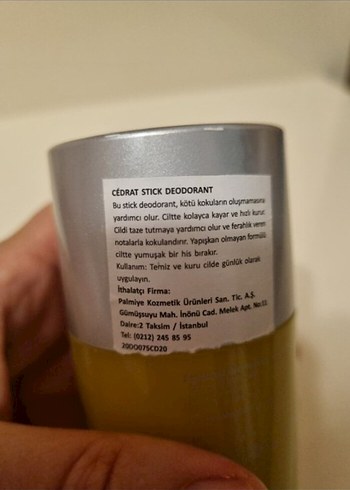 CÉDRAT STICK DEODORANT
Bu stick deodorant, kötü kokuların oluşmamasına
yardımcı olur. Ciltte kolayca kayar ve hızlı kurur.
Cildi taze tutmaya yardımcı olur ve ferahlık veren
notalarla kokulandırır. Yapışkan olmayan formülü
ciltte yumuşak bir his bırakır.
Kullanım: Temiz ve kuru cilde günlük olarak
uygulayın.
İthalatçı Firma:
Palmiye Kozmetik Ürünleri San. Tic. A.Ş.
Gümüşsuyu Mah. İnönü Cad. Melek Apt. No:11
Daire:2 Taksim / İstanbul
Tel: (0212) 245 85 95
20DO075CD20